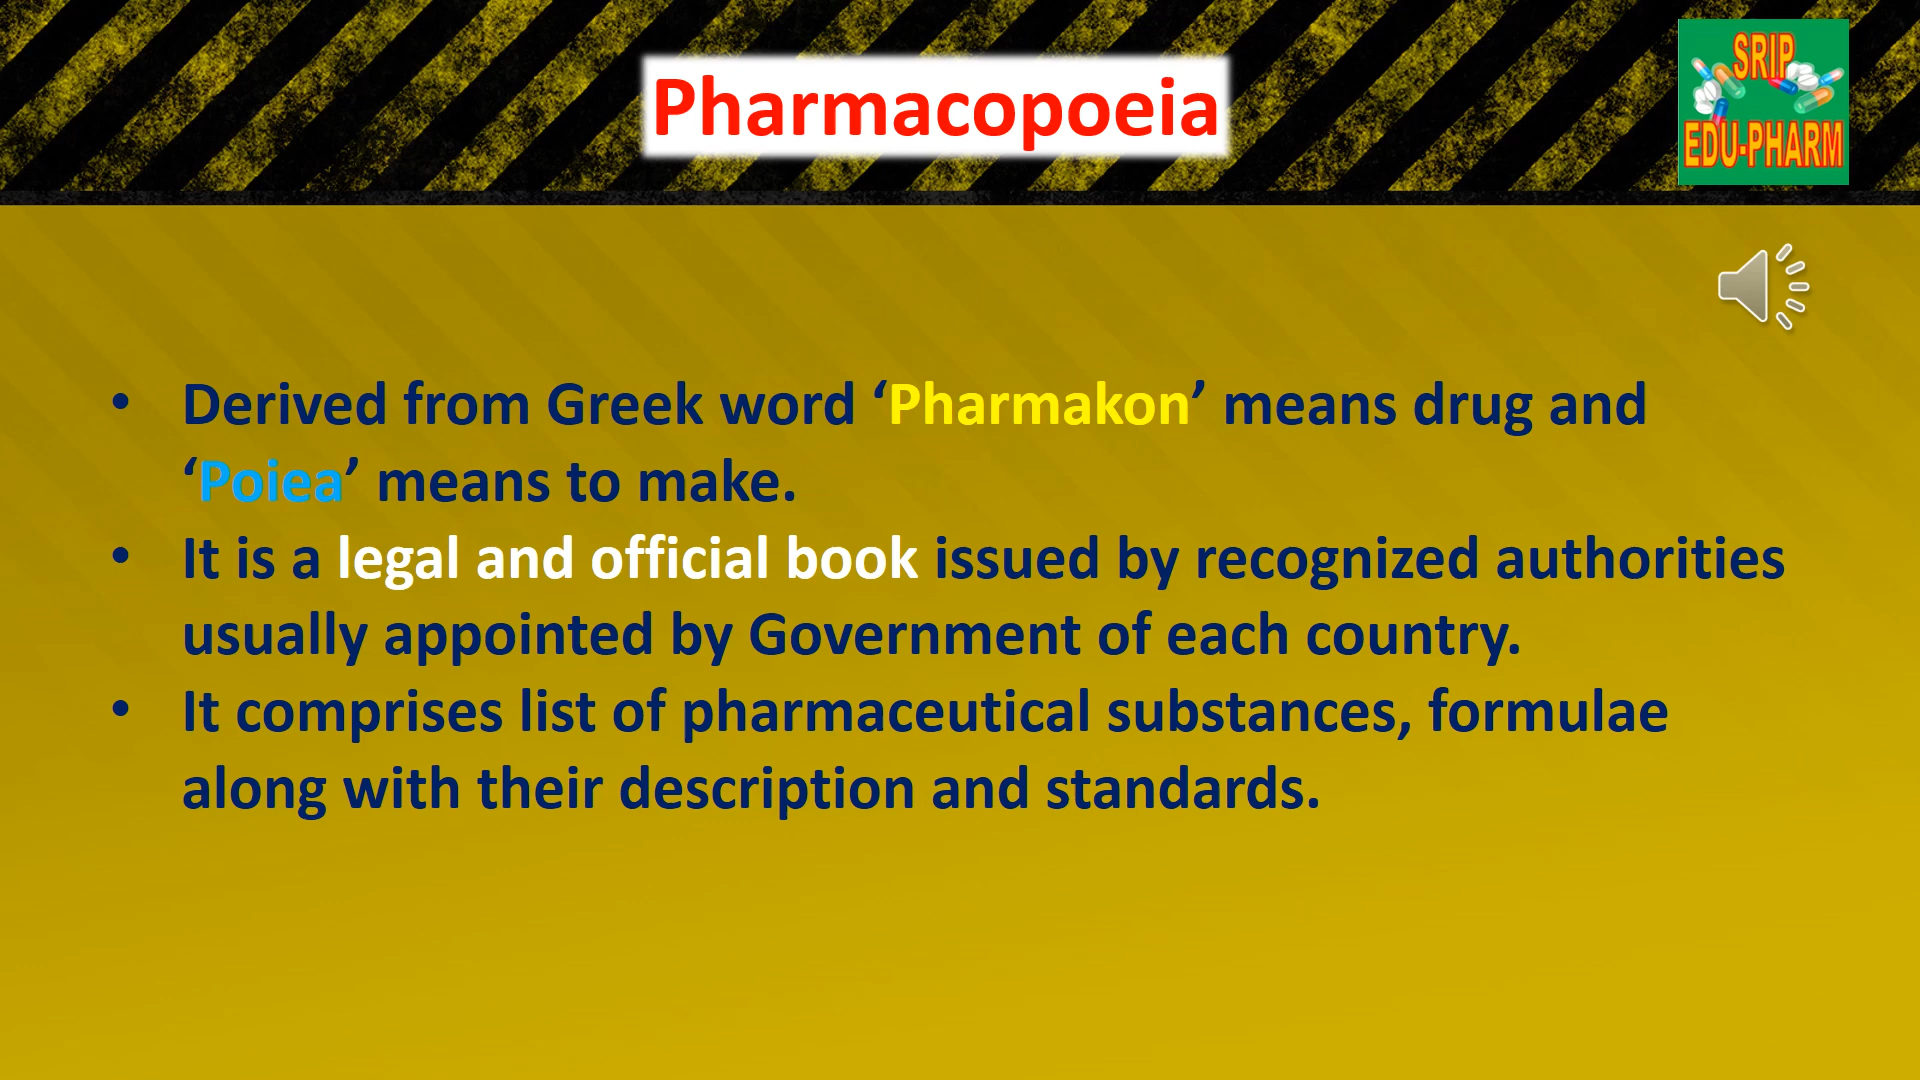 Pharmacopoeia
SRIP
EDU-PHARM
• Derived from Greek word ‘Pharmakon’ means drug and
‘Poiea’ means to make.
• It is a legal and official book issued by recognized authorities
usually appointed by Government of each country.
• It comprises list of pharmaceutical substances, formulae
along with their description and standards.